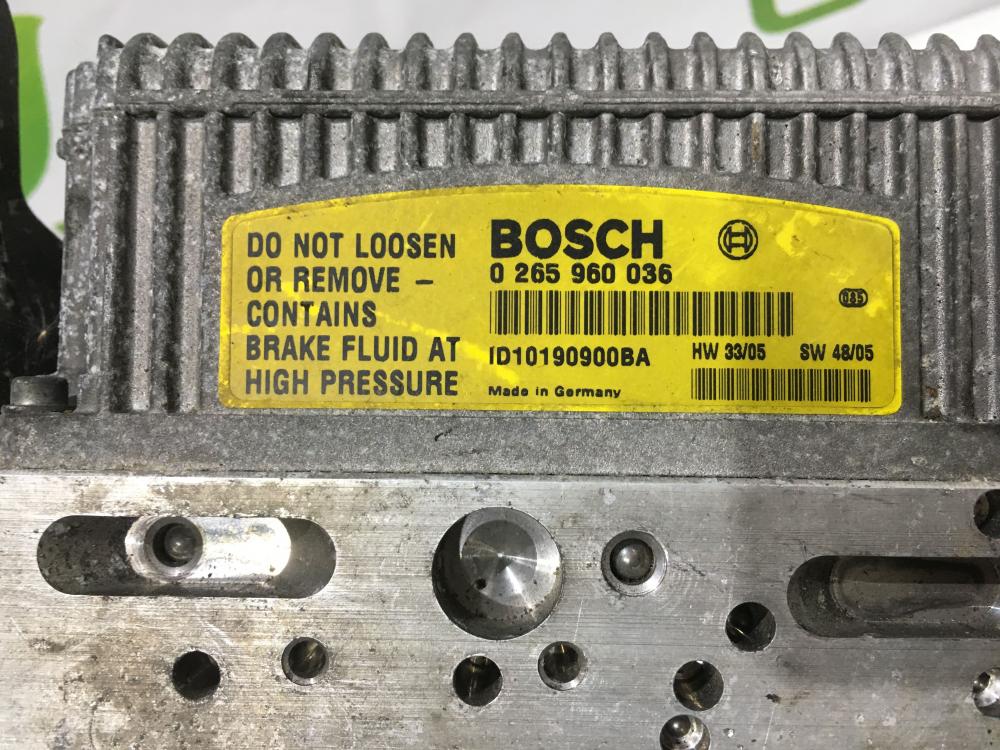 DO NOT LOOSEN
OR REMOVE –
CONTAINS
BRAKE FLUID AT
HIGH PRESSURE
BOSCH
0 265 960 036
ID10190900BA
HW 33/05 SW 48/05
Made in Germany
035